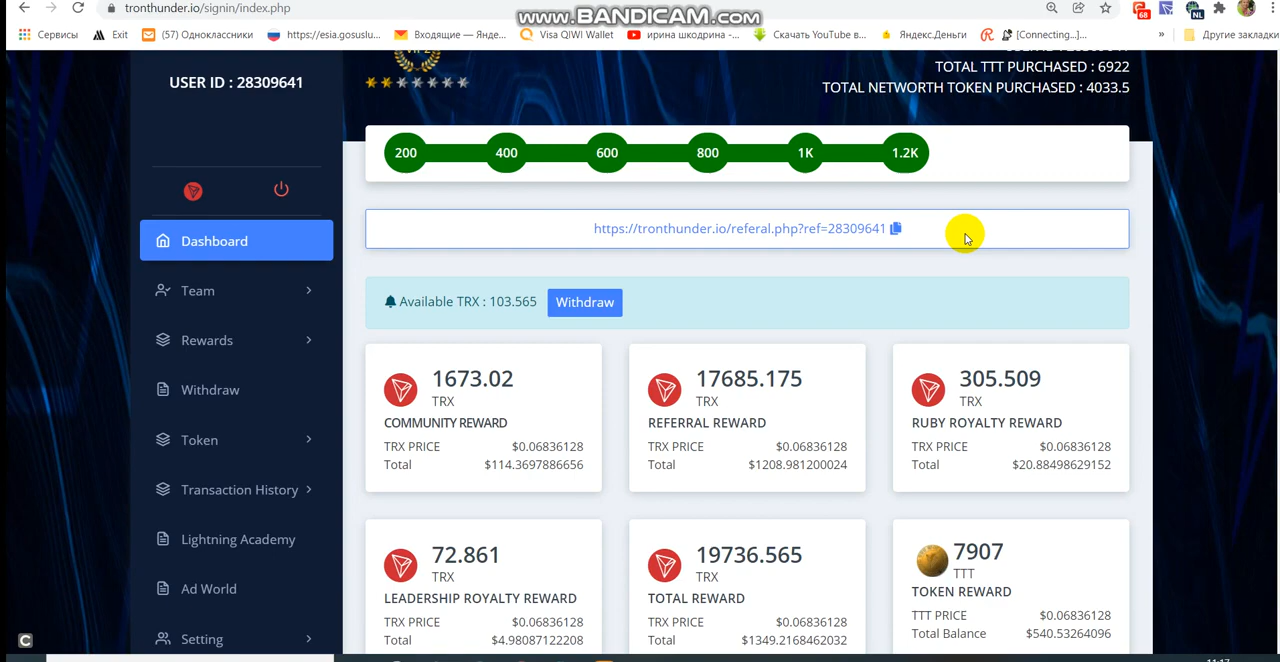 tronthunder.io/signin/index.php
www.BANDICAM.com
68
NL
Сервисы
Exit
(57) Одноклассники
https://esia.gosuslu...
Входящие — Янде...
Visa QIWI Wallet
ирина шкодрина -...
Скачать YouTube в...
Яндекс.Деньги
[Connecting...]...
»
Другие закладки
USER ID : 28309641
TOTAL TTT PURCHASED : 6922
TOTAL NETWORTH TOKEN PURCHASED : 4033.5
200
400
600
800
1K
1.2K
https://tronthunder.io/referal.php?ref=28309641
Available TRX : 103.565
Withdraw
Dashboard
Team
Rewards
Withdraw
Token
Transaction History
Lightning Academy
Ad World
Setting
1673.02
TRX
COMMUNITY REWARD
TRX PRICE $0.06836128
Total $114.3697886656
17685.175
TRX
REFERRAL REWARD
TRX PRICE $0.06836128
Total $1208.981200024
305.509
TRX
RUBY ROYALTY REWARD
TRX PRICE $0.06836128
Total $20.88498629152
72.861
TRX
LEADERSHIP ROYALTY REWARD
TRX PRICE $0.06836128
Total $4.98087122208
19736.565
TRX
TOTAL REWARD
TRX PRICE $0.06836128
Total $1349.2168462032
7907
TTT
TOKEN REWARD
TTT PRICE $0.06836128
Total Balance $540.53264096